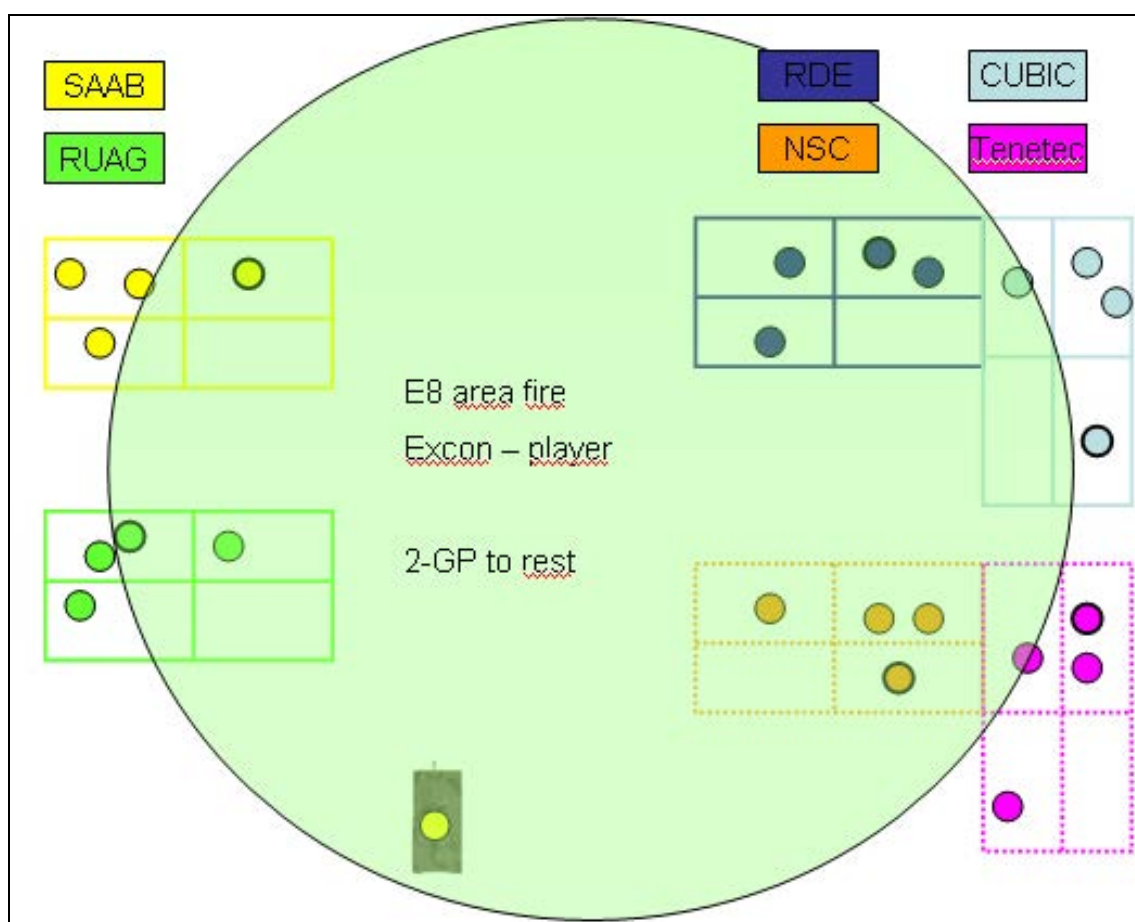 SAAB
RUAG
RDE
CUBIC
NSC
Tenetec
E8 area fire
Excon – player
2-GP to rest